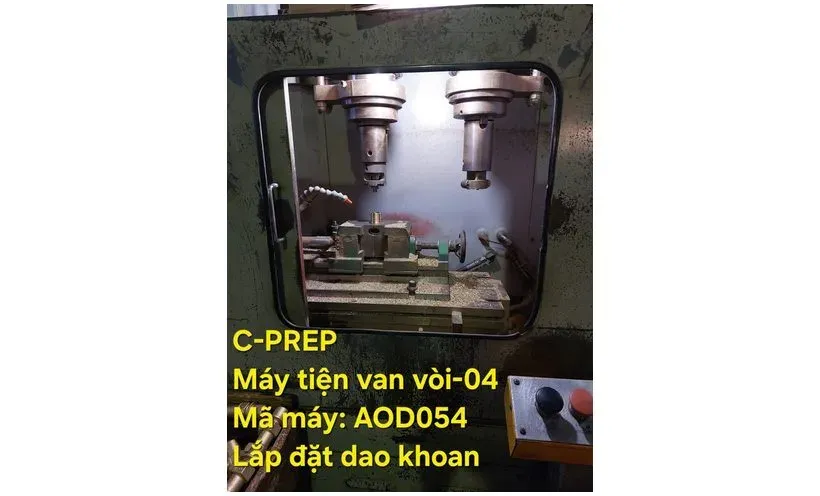 C-PREP
Máy tiện van vòi-04
Mã máy: AOD054
Lắp đặt dao khoan